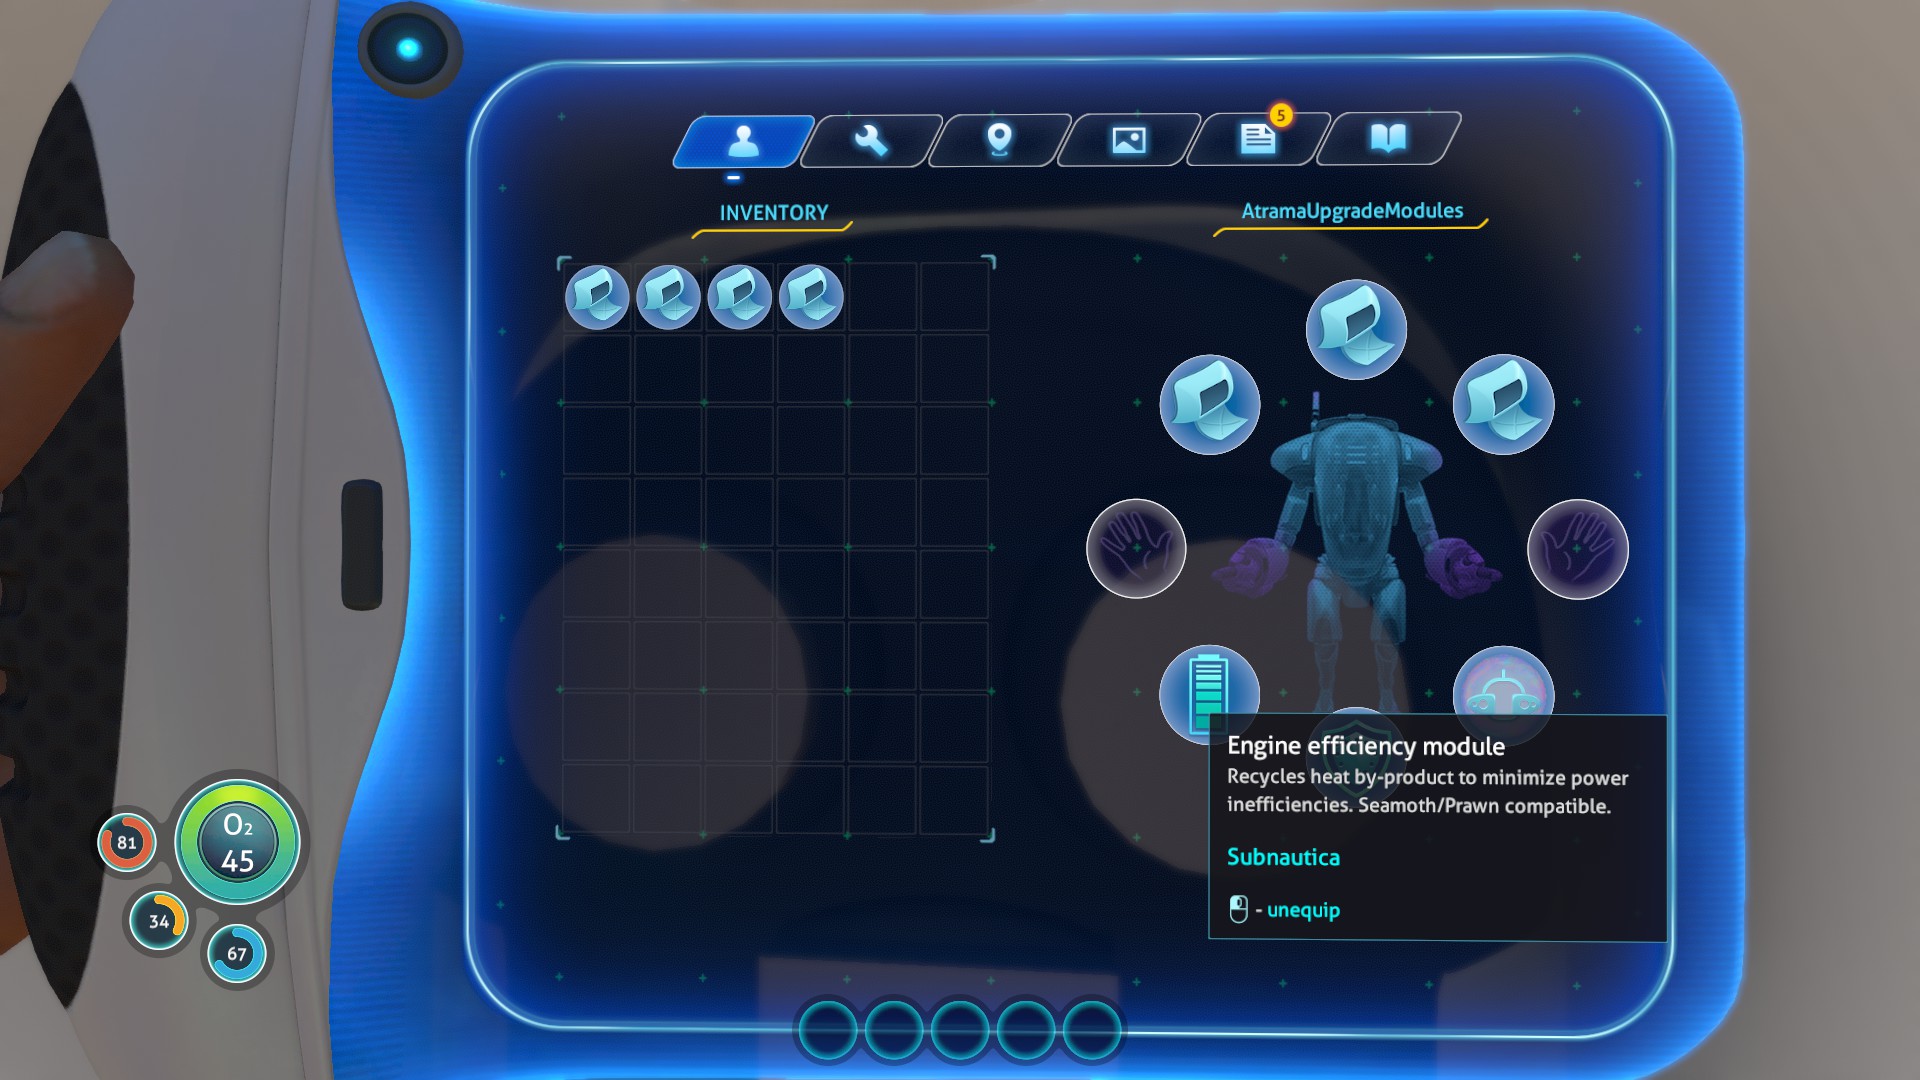 5
INVENTORY
AtramaUpgradeModules
Engine efficiency module
Recycles heat by-product to minimize power
inefficiencies. Seamoth/Prawn compatible.
Subnautica
- unequip
81
O₂
45
34
67